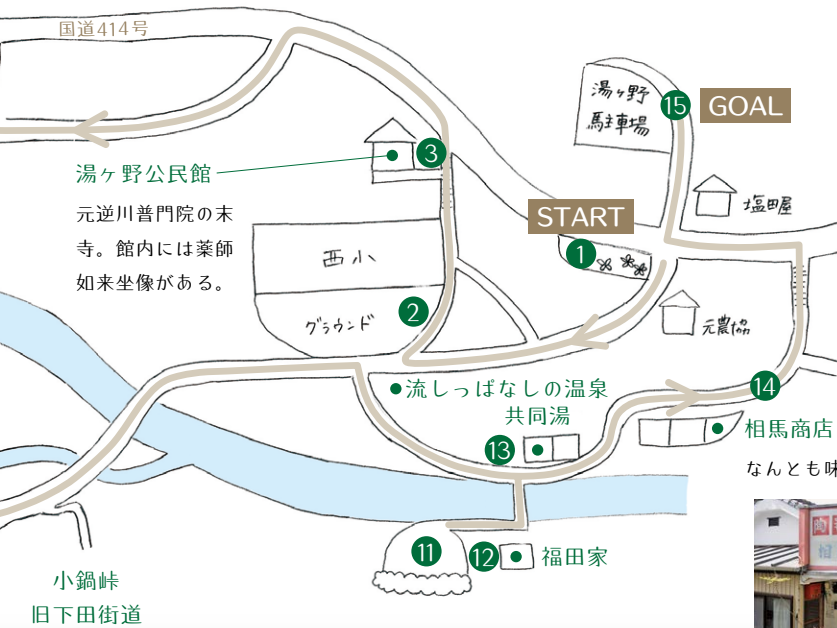 国道414号
湯ヶ野
駐車場
15
GOAL
塩田屋
3
湯ヶ野公民館
元逆川普門院の末
寺。館内には薬師
如来坐像がある。
START
1
西小
グラウンド
2
元農協
流しっぱなしの温泉
共同湯
13
14
相馬商店
なんとも味
11
12
福田家
小鍋峠
旧下田街道